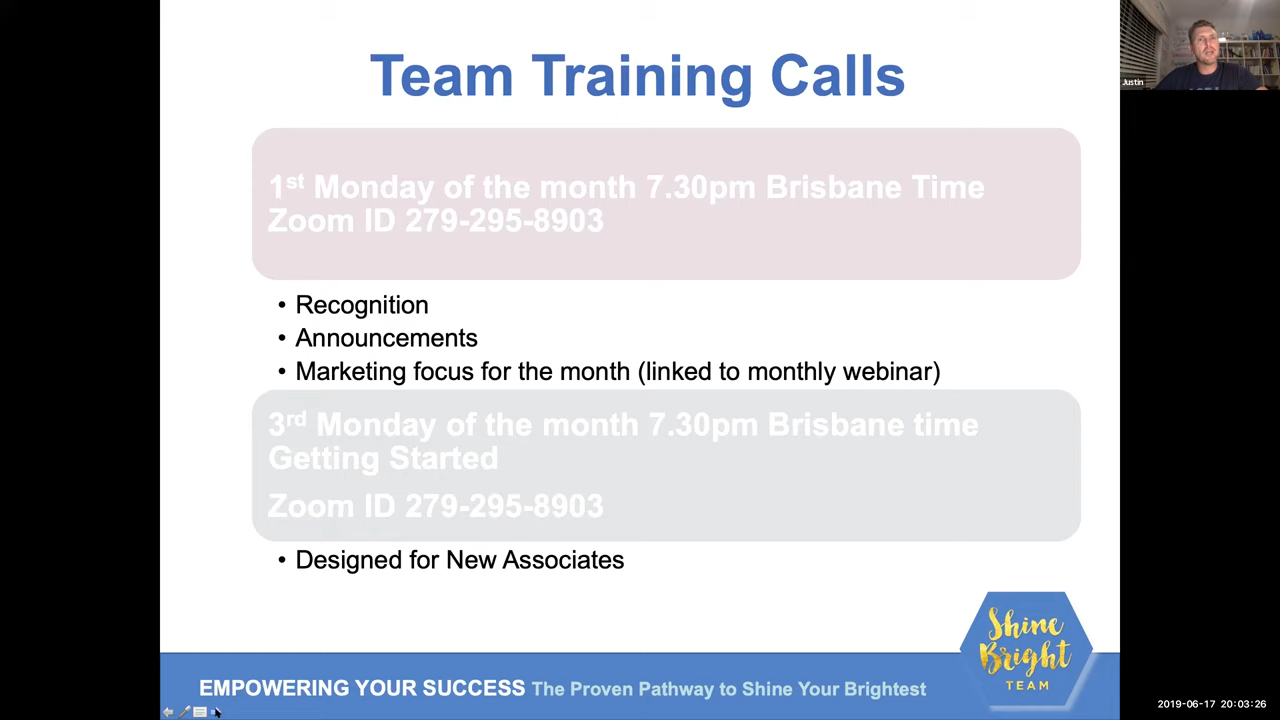 Team Training Calls
Justin
1st Monday of the month 7.30pm Brisbane Time
Zoom ID 279-295-8903
• Recognition
• Announcements
• Marketing focus for the month (linked to monthly webinar)
3rd Monday of the month 7.30pm Brisbane time
Getting Started
Zoom ID 279-295-8903
• Designed for New Associates
Shine
Bright
TEAM
EMPOWERING YOUR SUCCESS The Proven Pathway to Shine Your Brightest
2019-06-17 20:03:26